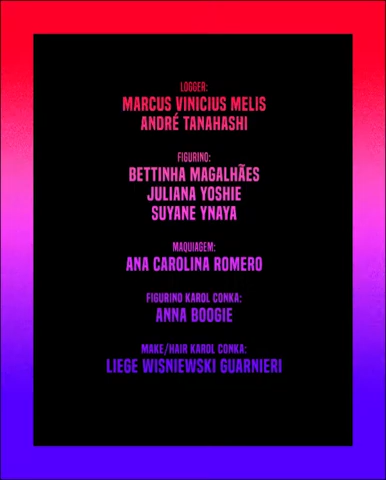 LOGGER:
MARCUS VINICIUS MELIS
ANDRÉ TANAHASHI
FIGURINO:
BETTINHA MAGALHÃES
JULIANA YOSHIE
SUYANE YNAYA
MAQUIAGEM:
ANA CAROLINA ROMERO
FIGURINO KAROL CONKA:
ANNA BOOGIE
MAKE/HAIR KAROL CONKA:
LIEGE WISNIEWSKI GUARNIERI